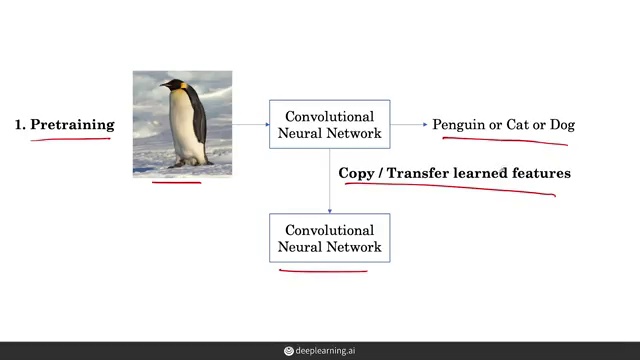 1. Pretraining
Convolutional
Neural Network
Penguin or Cat or Dog
Copy / Transfer learned features
Convolutional
Neural Network
deeplearning.ai